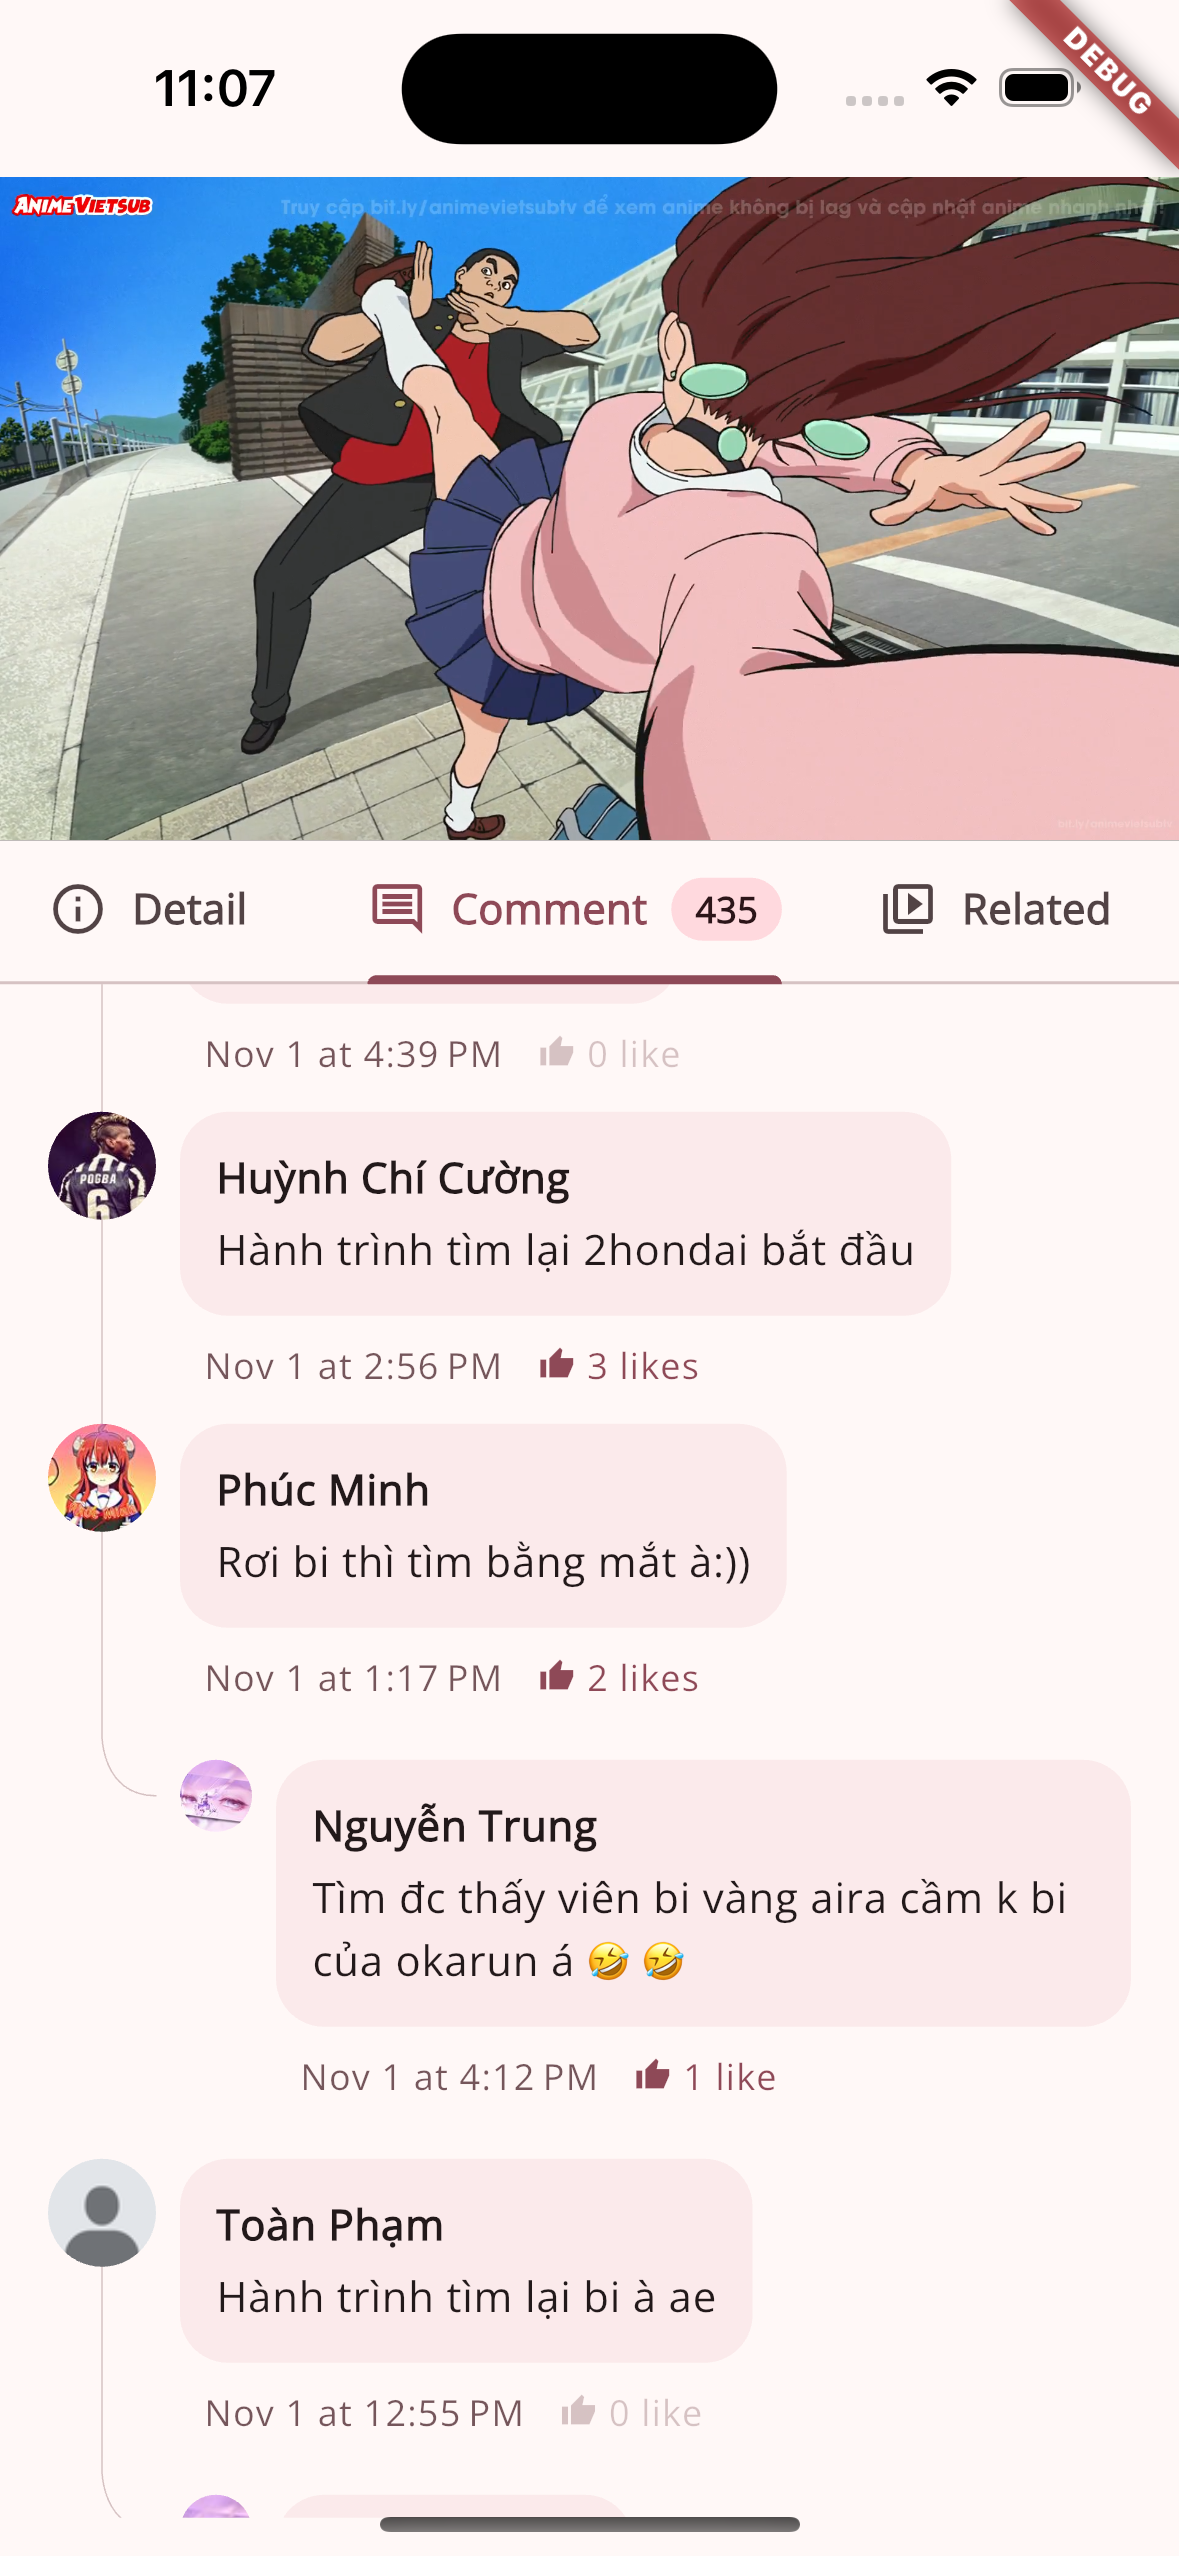 11:07
DEBUG
ANIMEVIETSUB
Truy cập bit.ly/animevietsubtv để xem anime không bị lag và cập nhật anime nhanh nhất
bit.ly/animevietsubtv
Detail
Comment 435
Related
Nov 1 at 4:39 PM 0 like
POGBA
6
Huỳnh Chí Cường
Hành trình tìm lại 2hondai bắt đầu
Nov 1 at 2:56 PM 3 likes
Phúc Minh
Rơi bi thì tìm bằng mắt à:))
Nov 1 at 1:17 PM 2 likes
Nguyễn Trung
Tìm đc thấy viên bi vàng aira cầm k bi
của okarun á 🤣 🤣
Nov 1 at 4:12 PM 1 like
Toàn Phạm
Hành trình tìm lại bi à ae
Nov 1 at 12:55 PM 0 like